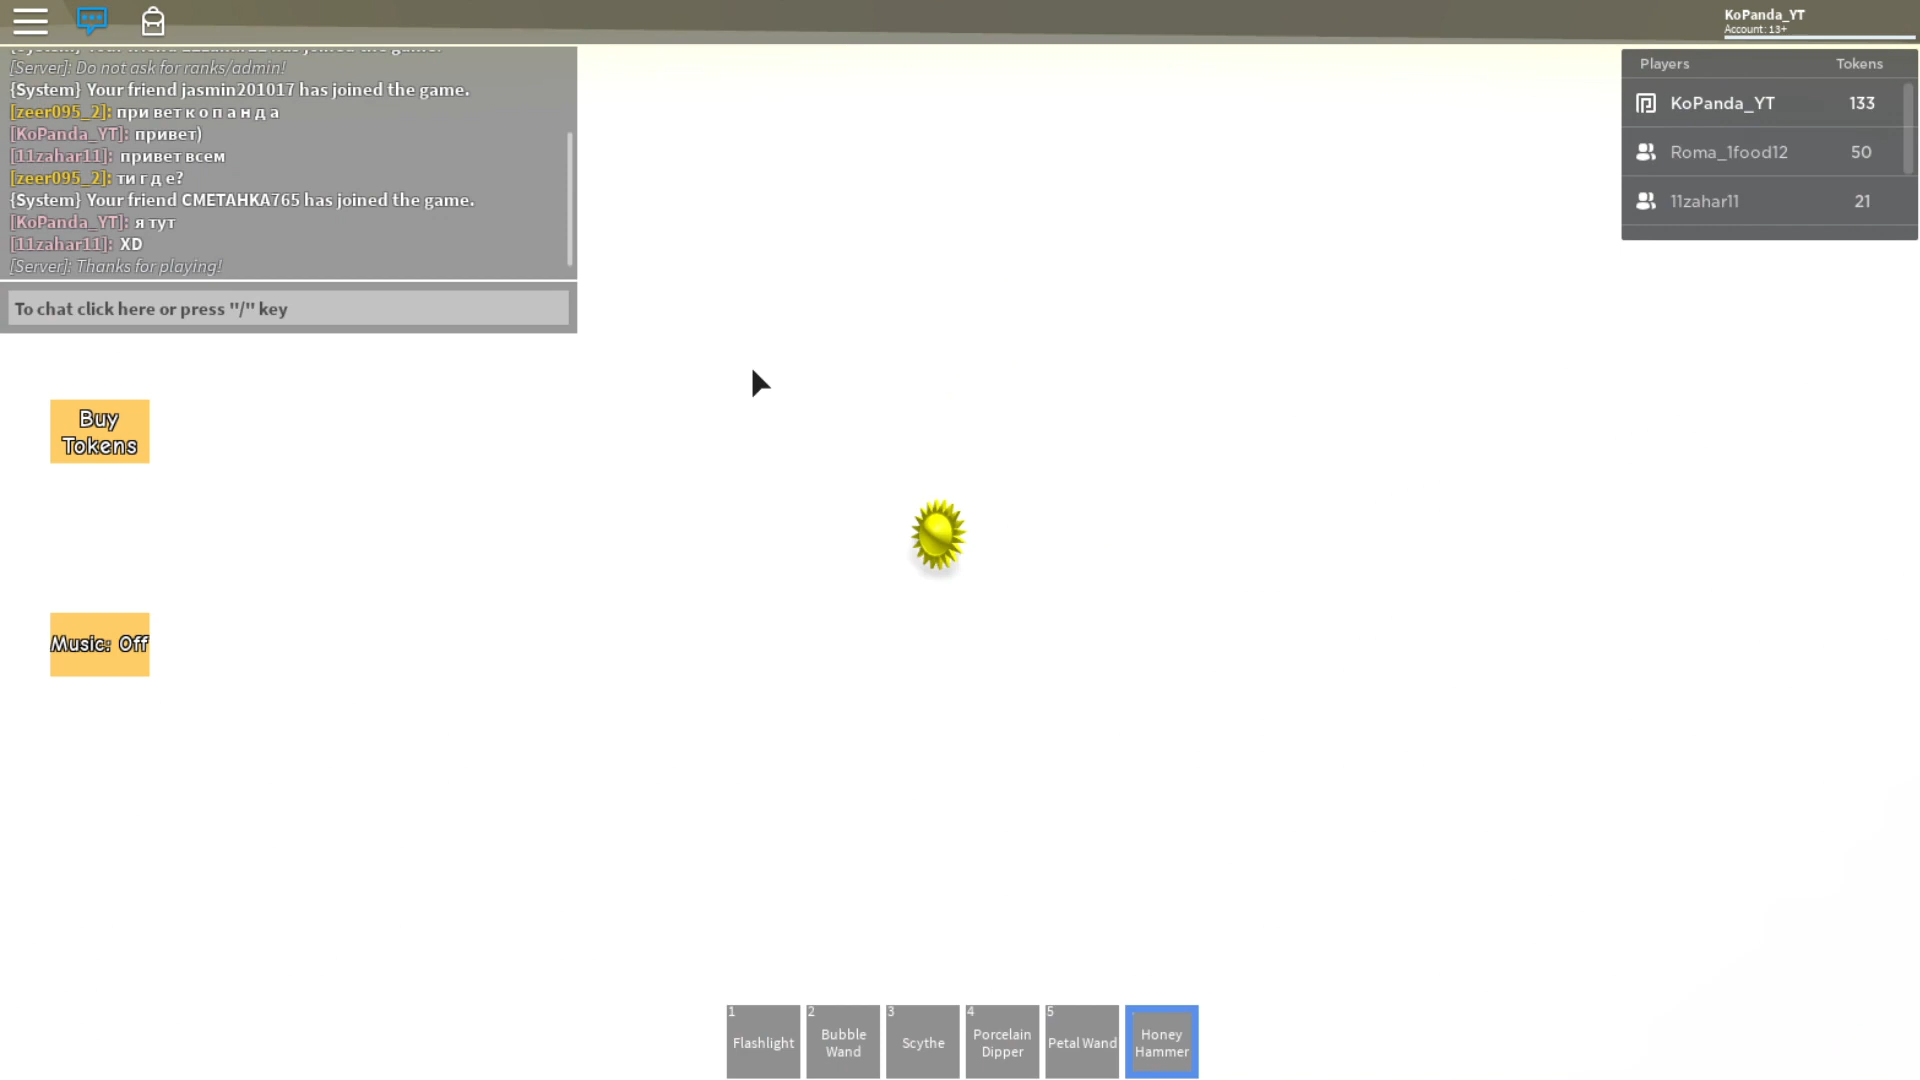 KoPanda_YT
Account: 13+
[Server]: Do not ask for ranks/admin!
{System} Your friend jasmin201017 has joined the game.
[zeer095_2]: при вет к о п а н д а
[KoPanda_YT]: привет)
[11zahar11]: привет всем
[zeer095_2]: ти г д е?
{System} Your friend CMETAHKA765 has joined the game.
[KoPanda_YT]: я тут
[11zahar11]: XD
[Server]: Thanks for playing!
To chat click here or press "/" key
Players Tokens
KoPanda_YT 133
Roma_1food12 50
11zahar11 21
Buy
Tokens
Music: Off
1 Flashlight
2 Bubble Wand
3 Scythe
4 Porcelain Dipper
5 Petal Wand
Honey Hammer